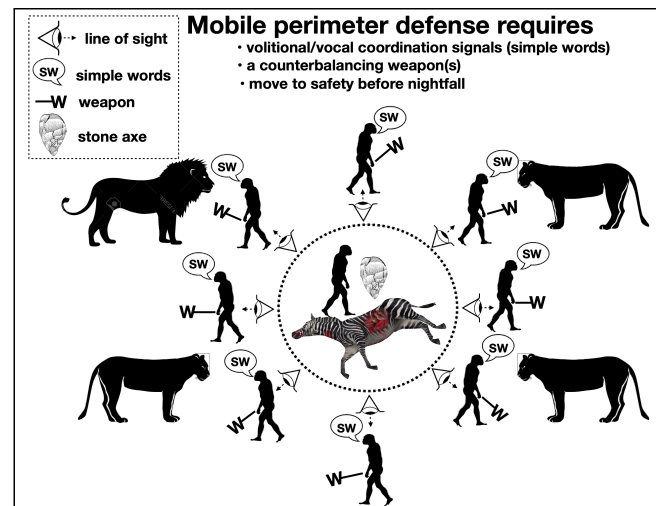 Mobile perimeter defense requires
• volitional/vocal coordination signals (simple words)
• a counterbalancing weapon(s)
• move to safety before nightfall
line of sight
SW simple words
W weapon
stone axe
SW
W
SW
W
SW
W
SW
W
SW
W
SW
W
SW
W
SW
W